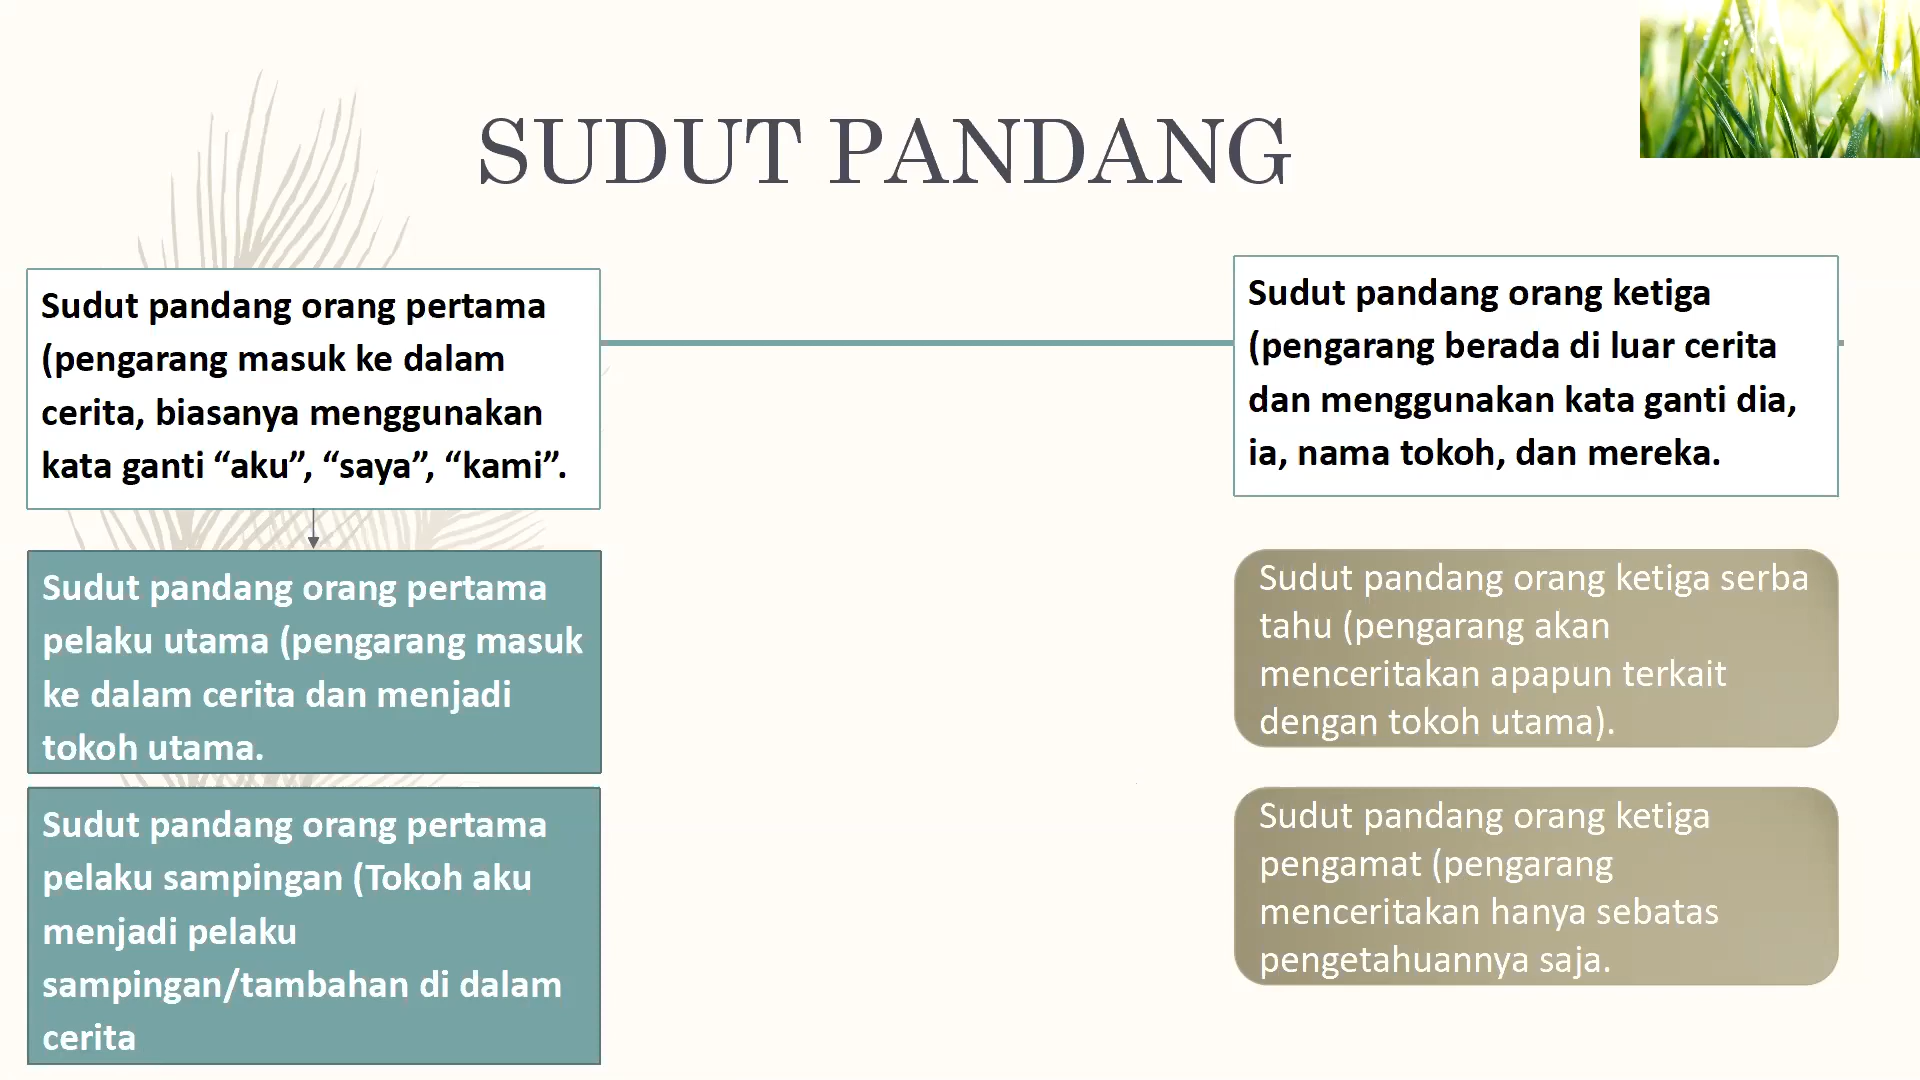 SUDUT PANDANG
Sudut pandang orang pertama
(pengarang masuk ke dalam
cerita, biasanya menggunakan
kata ganti “aku”, “saya”, “kami”.
Sudut pandang orang pertama
pelaku utama (pengarang masuk
ke dalam cerita dan menjadi
tokoh utama.
Sudut pandang orang pertama
pelaku sampingan (Tokoh aku
menjadi pelaku
sampingan/tambahan di dalam
cerita
Sudut pandang orang ketiga
(pengarang berada di luar cerita
dan menggunakan kata ganti dia,
ia, nama tokoh, dan mereka.
Sudut pandang orang ketiga serba
tahu (pengarang akan
menceritakan apapun terkait
dengan tokoh utama).
Sudut pandang orang ketiga
pengamat (pengarang
menceritakan hanya sebatas
pengetahuannya saja.